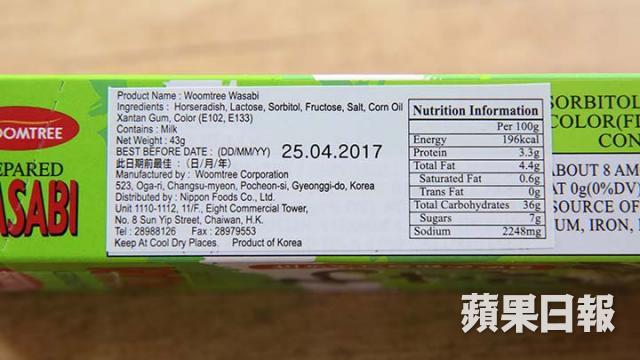 OOMTREE
EPARED
ASABI
Product Name : Woomtree Wasabi
Ingredients : Horseradish, Lactose, Sorbitol, Fructose, Salt, Corn Oil
Xantan Gum, Color (E102, E133)
Contains : Milk
Net Weight : 43g
BEST BEFORE DATE : (DD/MM/YY) 25.04.2017
此日期前最佳 : (日/月/年)
Manufacturer : Woomtree Corporation
523, Oga-ri, Changsu-myeon, Pocheon-si, Gyeonggi-do, Korea
Distributed by : Nippon Foods Co., Ltd.
Unit 1110-1112, 11/F., Eight Commercial Tower,
No. 8 Sun Yip Street, Chaiwan, H.K.
Tel : 28988126 Fax : 28979553
Keep At Cool Dry Places. Product of Korea
Nutrition Information
Per 100g
Energy 196kcal
Protein 3.3g
Total Fat 4.4g
Saturated Fat 0.6g
Trans Fat 0g
Total Carbohydrates 36g
Sugars 7g
Sodium 2248mg
SORBITOL
COLOR(FD
CON
ABOUT 8 AM
AT 0g(0%DV)
SOURCE OF
UM, IRON,
蘋果日報